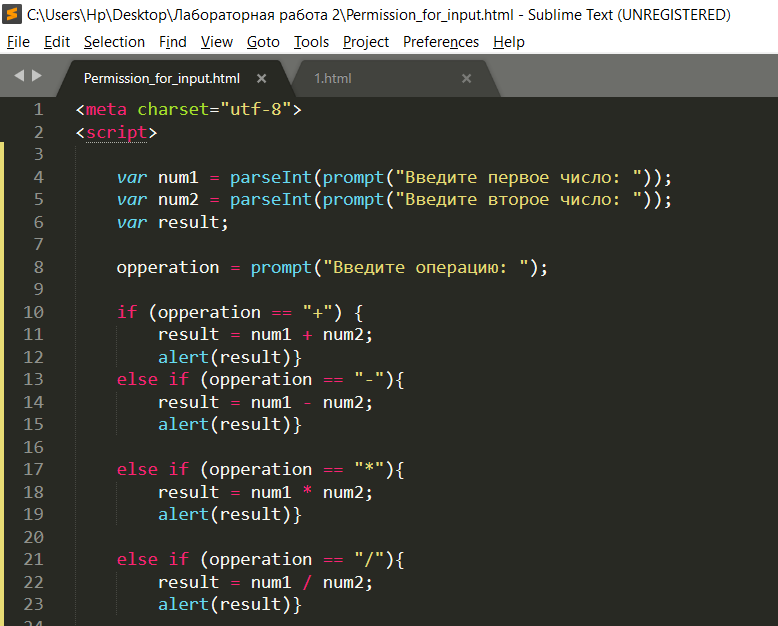 C:\Users\Hp\Desktop\Лабораторная работа 2\Permission_for_input.html - Sublime Text (UNREGISTERED)
File Edit Selection Find View Goto Tools Project Preferences Help
Permission_for_input.html × 1.html ×
1 <meta charset="utf-8">
2 <script>
3
4 var num1 = parseInt(prompt("Введите первое число: "));
5 var num2 = parseInt(prompt("Введите второе число: "));
6 var result;
7
8 opperation = prompt("Введите операцию: ");
9
10 if (opperation == "+") {
11 result = num1 + num2;
12 alert(result)}
13 else if (opperation == "-"){
14 result = num1 - num2;
15 alert(result)}
16
17 else if (opperation == "*"){
18 result = num1 * num2;
19 alert(result)}
20
21 else if (opperation == "/"){
22 result = num1 / num2;
23 alert(result)}
24